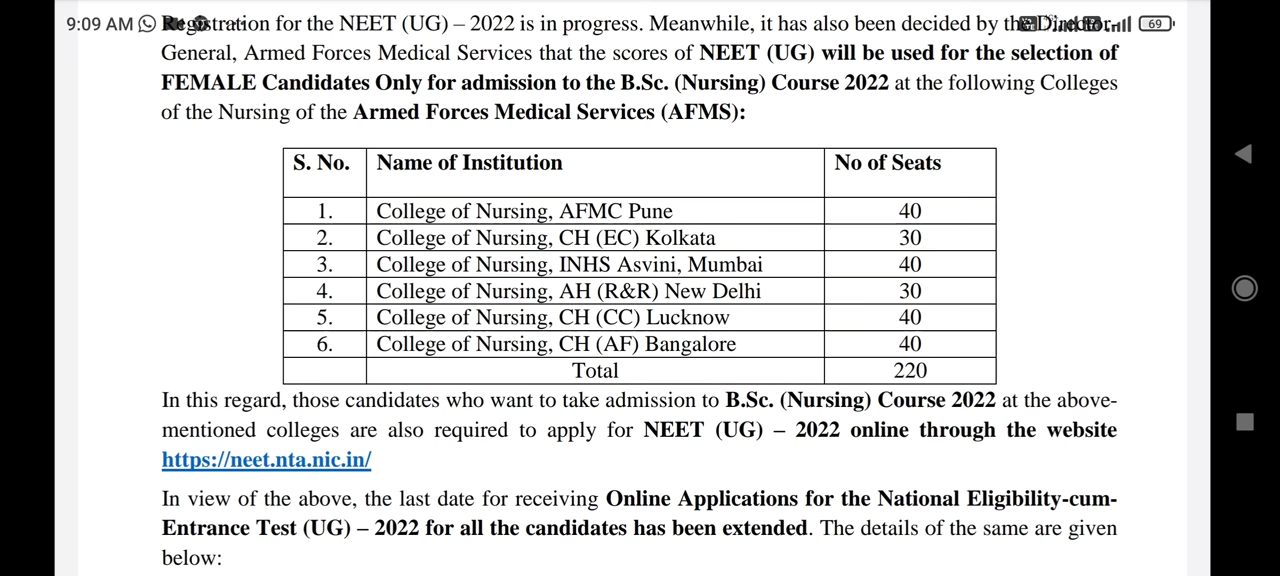 9:09 AM
Registration for the NEET (UG) – 2022 is in progress. Meanwhile, it has also been decided by the Director- 69
General, Armed Forces Medical Services that the scores of NEET (UG) will be used for the selection of
FEMALE Candidates Only for admission to the B.Sc. (Nursing) Course 2022 at the following Colleges
of the Nursing of the Armed Forces Medical Services (AFMS):
S. No. Name of Institution No of Seats
1. College of Nursing, AFMC Pune 40
2. College of Nursing, CH (EC) Kolkata 30
3. College of Nursing, INHS Asvini, Mumbai 40
4. College of Nursing, AH (R&R) New Delhi 30
5. College of Nursing, CH (CC) Lucknow 40
6. College of Nursing, CH (AF) Bangalore 40
Total 220
In this regard, those candidates who want to take admission to B.Sc. (Nursing) Course 2022 at the above-
mentioned colleges are also required to apply for NEET (UG) – 2022 online through the website
https://neet.nta.nic.in/
In view of the above, the last date for receiving Online Applications for the National Eligibility-cum-
Entrance Test (UG) – 2022 for all the candidates has been extended. The details of the same are given
below: